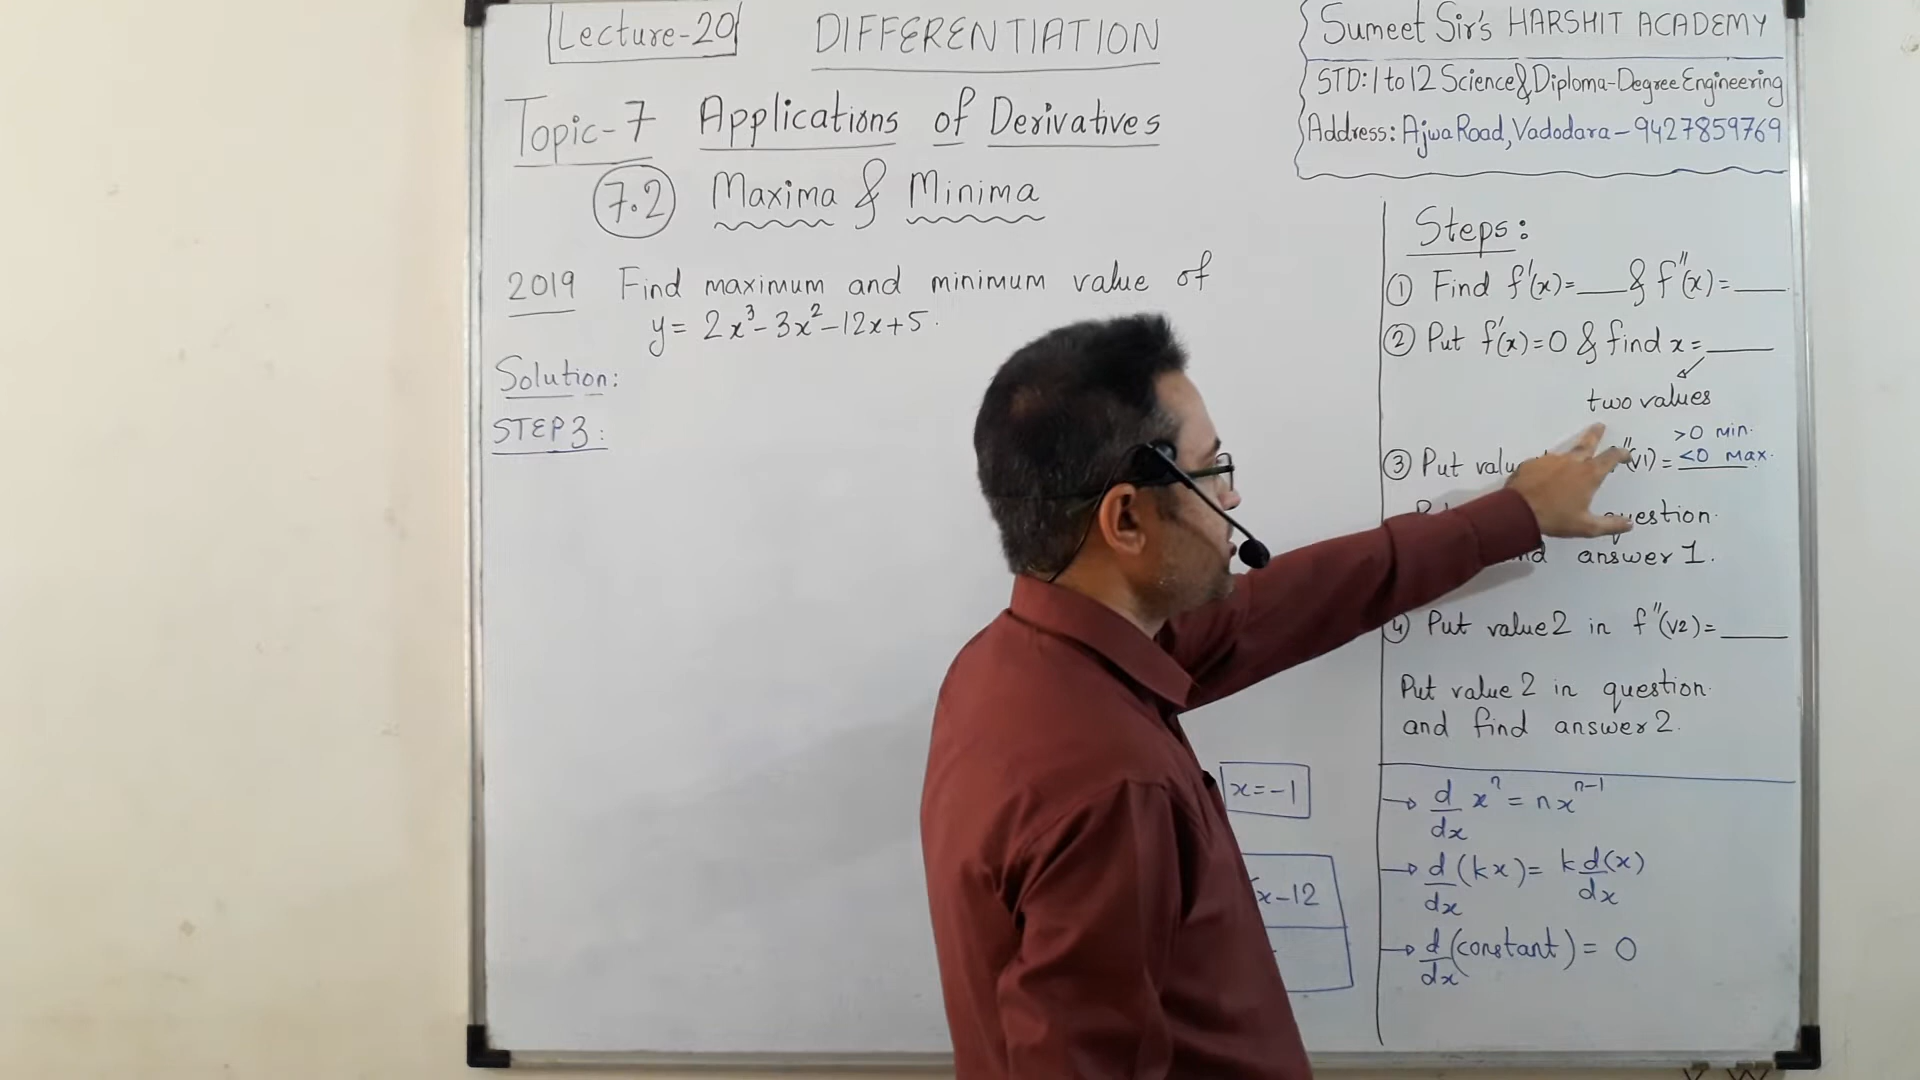 Lecture-20 DIFFERENTIATION
Topic-7 Applications of Derivatives
7.2 Maxima & Minima
2019 Find maximum and minimum value of
y = 2x³-3x²-12x+5.
Solution:
STEP 3:
x=-1
x-12
Sumeet Sir's HARSHIT ACADEMY
STD: 1 to 12 Science & Diploma-Degree Engineering
Address: Ajwa Road, Vadodara - 9427859769
Steps:
① Find f'(x)=___ & f''(x)=___
② Put f'(x)=0 & find x=___
two values
>0 min.
③ Put f''(v1) = <0 max.
question.
answer 1.
④ Put value 2 in f''(v2)=___
Put value 2 in question.
and find answer 2.
→ d/dx xⁿ = nxⁿ⁻¹
→ d/dx (kx) = k d/dx (x)
→ d/dx (constant) = 0